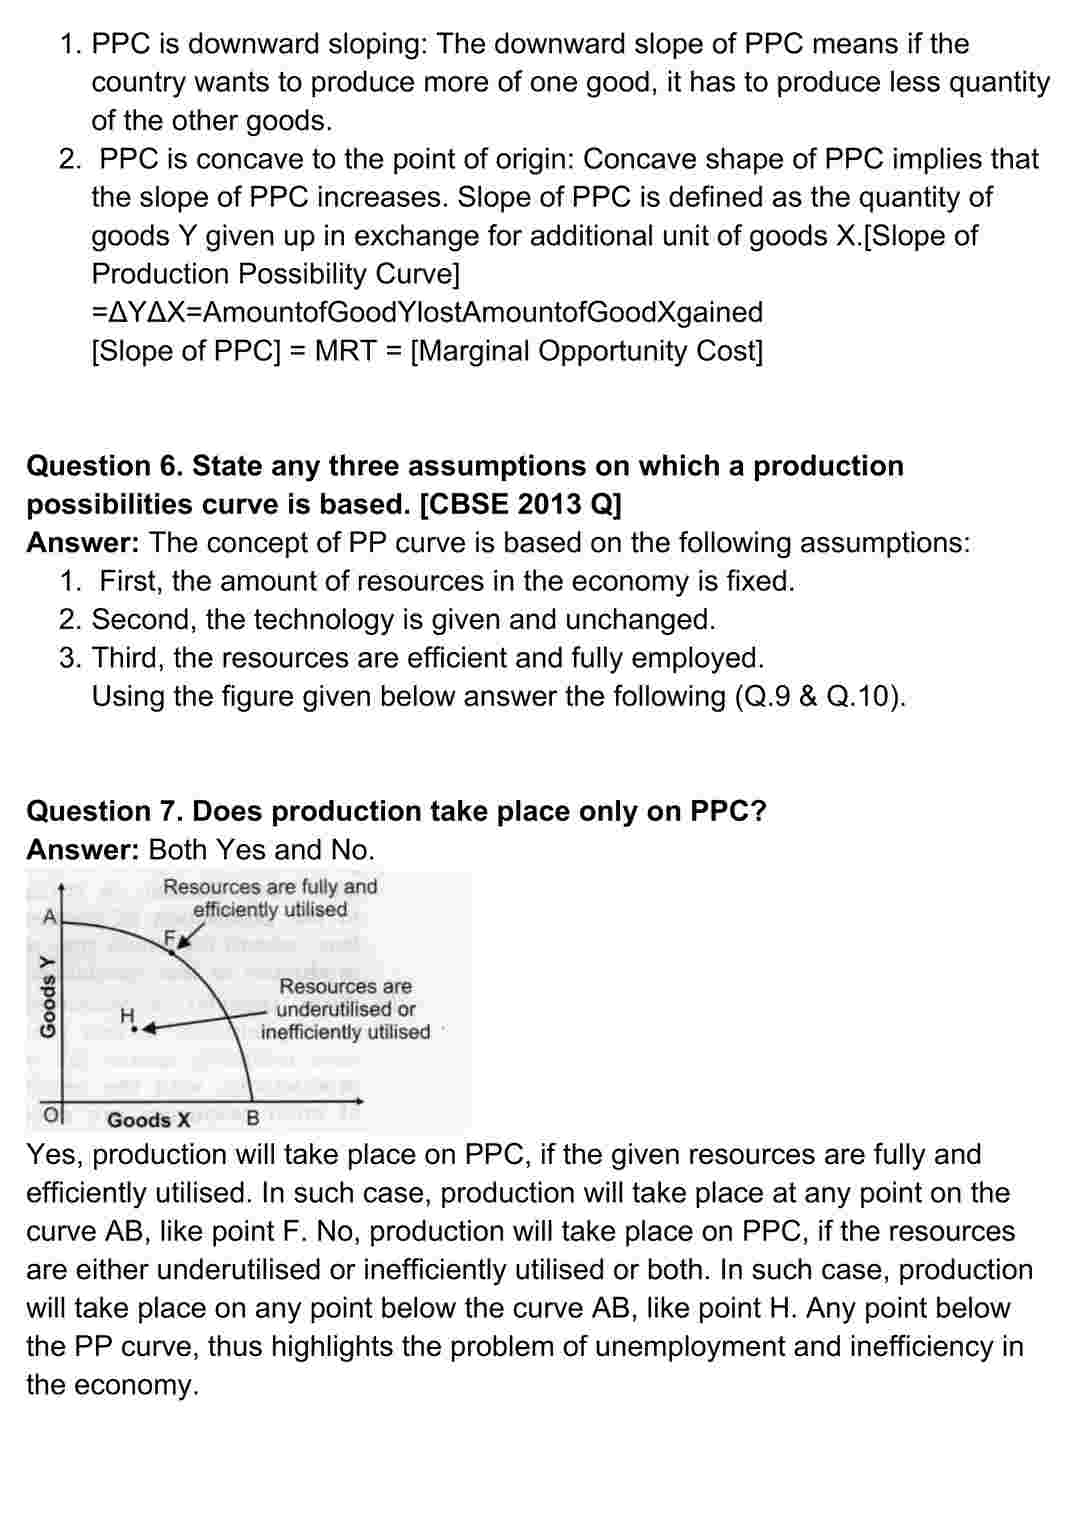 1. PPC is downward sloping: The downward slope of PPC means if the
country wants to produce more of one good, it has to produce less quantity
of the other goods.
2. PPC is concave to the point of origin: Concave shape of PPC implies that
the slope of PPC increases. Slope of PPC is defined as the quantity of
goods Y given up in exchange for additional unit of goods X.[Slope of
Production Possibility Curve]
=ΔYΔX=AmountofGoodYlostAmountofGoodXgained
[Slope of PPC] = MRT = [Marginal Opportunity Cost]
Question 6. State any three assumptions on which a production
possibilities curve is based. [CBSE 2013 Q]
Answer: The concept of PP curve is based on the following assumptions:
1. First, the amount of resources in the economy is fixed.
2. Second, the technology is given and unchanged.
3. Third, the resources are efficient and fully employed.
Using the figure given below answer the following (Q.9 & Q.10).
Question 7. Does production take place only on PPC?
Answer: Both Yes and No.
Resources are fully and
efficiently utilised
A
F
Goods Y
Resources are
underutilised or
inefficiently utilised
H
O
Goods X
B
Yes, production will take place on PPC, if the given resources are fully and
efficiently utilised. In such case, production will take place at any point on the
curve AB, like point F. No, production will take place on PPC, if the resources
are either underutilised or inefficiently utilised or both. In such case, production
will take place on any point below the curve AB, like point H. Any point below
the PP curve, thus highlights the problem of unemployment and inefficiency in
the economy.